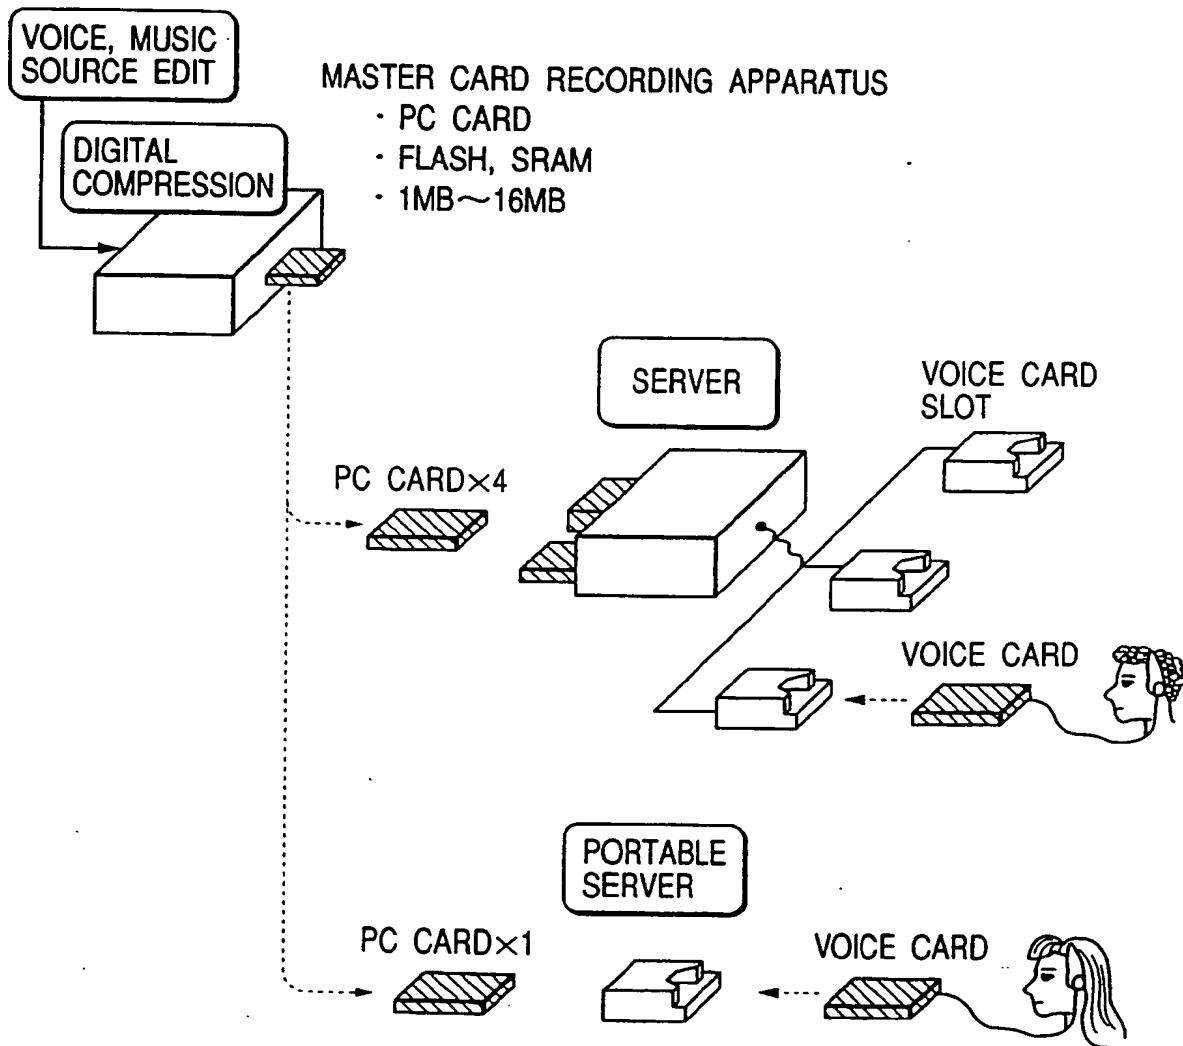 VOICE, MUSIC
SOURCE EDIT
MASTER CARD RECORDING APPARATUS
· PC CARD
· FLASH, SRAM
· 1MB～16MB
DIGITAL
COMPRESSION
SERVER
VOICE CARD
SLOT
PC CARD×4
VOICE CARD
PORTABLE
SERVER
PC CARD×1
VOICE CARD